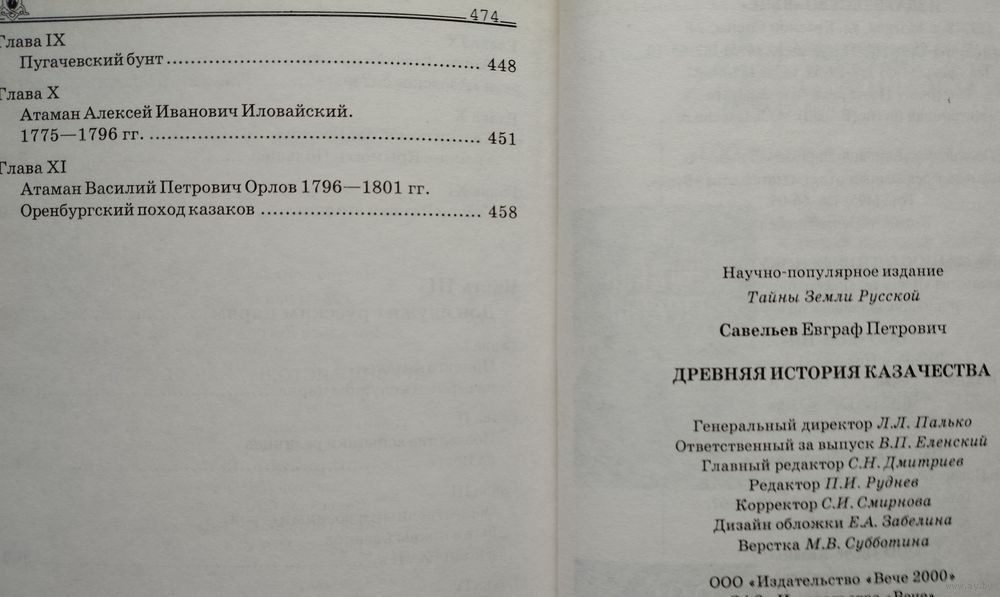 474
Глава IX
Пугачевский бунт ........................................ 448
Глава X
Атаман Алексей Иванович Иловайский.
1775—1796 гг. ........................................... 451
Глава XI
Атаман Василий Петрович Орлов 1796—1801 гг.
Оренбургский поход казаков ............................ 458
Научно-популярное издание
Тайны Земли Русской
Савельев Евграф Петрович
ДРЕВНЯЯ ИСТОРИЯ КАЗАЧЕСТВА
Генеральный директор Л.Л. Палько
Ответственный за выпуск В.П. Еленский
Главный редактор С.Н. Дмитриев
Редактор П.И. Руднев
Корректор С.И. Смирнова
Дизайн обложки Е.А. Забелина
Верстка М.В. Субботина
ООО «Издательство «Вече 2000»